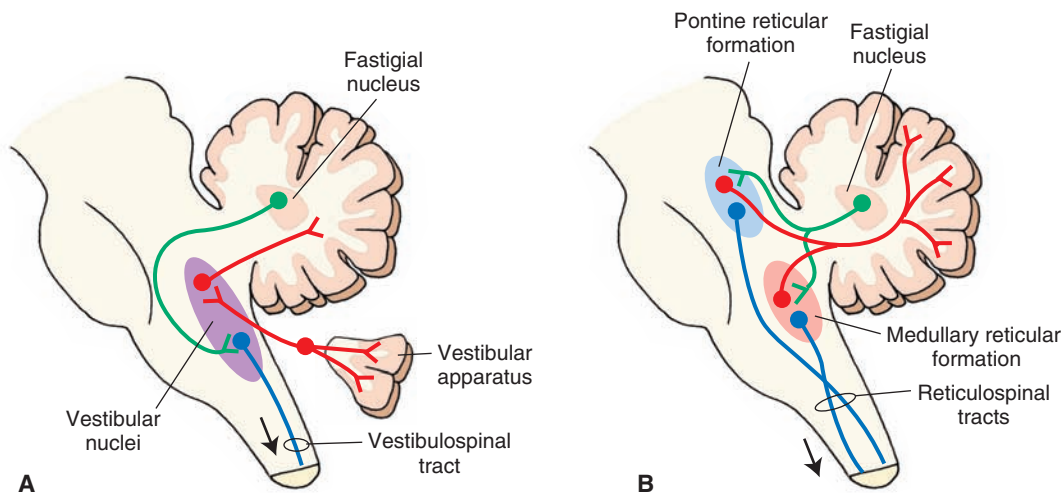 Fastigial
nucleus
Vestibular
apparatus
Vestibular
nuclei
Vestibulospinal
tract
A
Pontine reticular
formation
Fastigial
nucleus
Medullary reticular
formation
Reticulospinal
tracts
B